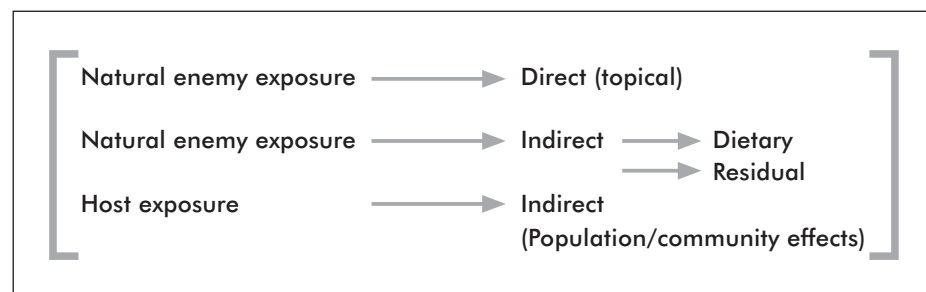 Natural enemy exposure Direct (topical)
Natural enemy exposure Indirect Dietary
Residual
Host exposure Indirect
(Population/community effects)